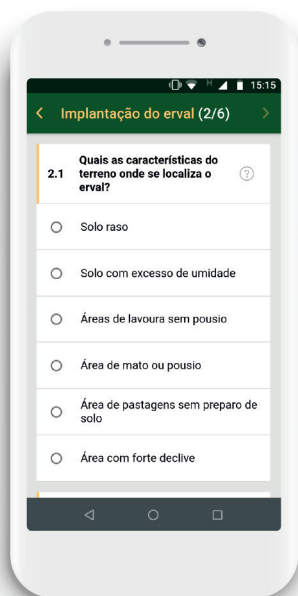 H 15:15
Implantação do erval (2/6)
2.1 Quais as características do
terreno onde se localiza o
erval?
?
Solo raso
Solo com excesso de umidade
Áreas de lavoura sem pousio
Área de mato ou pousio
Área de pastagens sem preparo de
solo
Área com forte declive